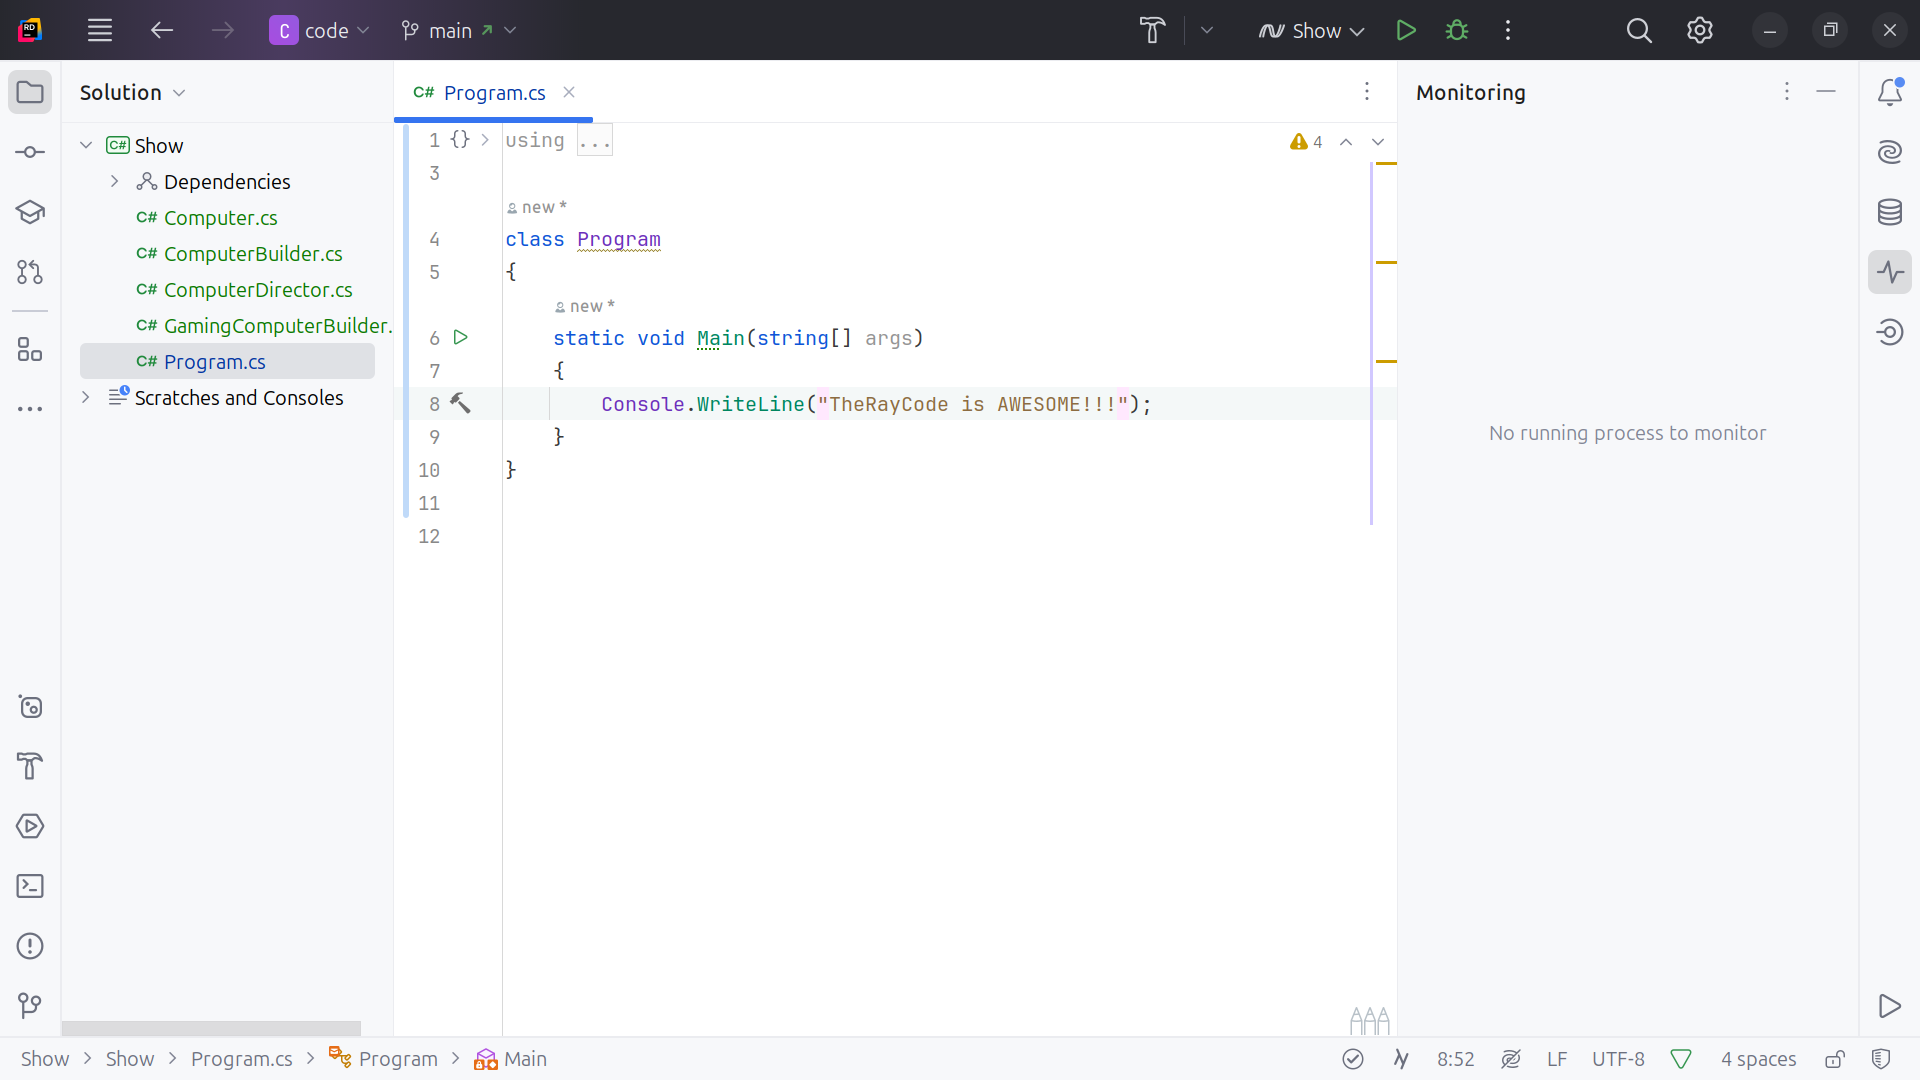 RD
C code
main
Show
Solution
C# Program.cs
Monitoring
C# Show
Dependencies
C# Computer.cs
C# ComputerBuilder.cs
C# ComputerDirector.cs
C# GamingComputerBuilder.
C# Program.cs
Scratches and Consoles
1 {} using ...
4
3
new *
4 class Program
5 {
new *
6 static void Main(string[] args)
7 {
8 Console.WriteLine("TheRayCode is AWESOME!!!");
9 }
10 }
11
12
No running process to monitor
Show > Show > Program.cs > Program > Main
8:52 LF UTF-8 4 spaces